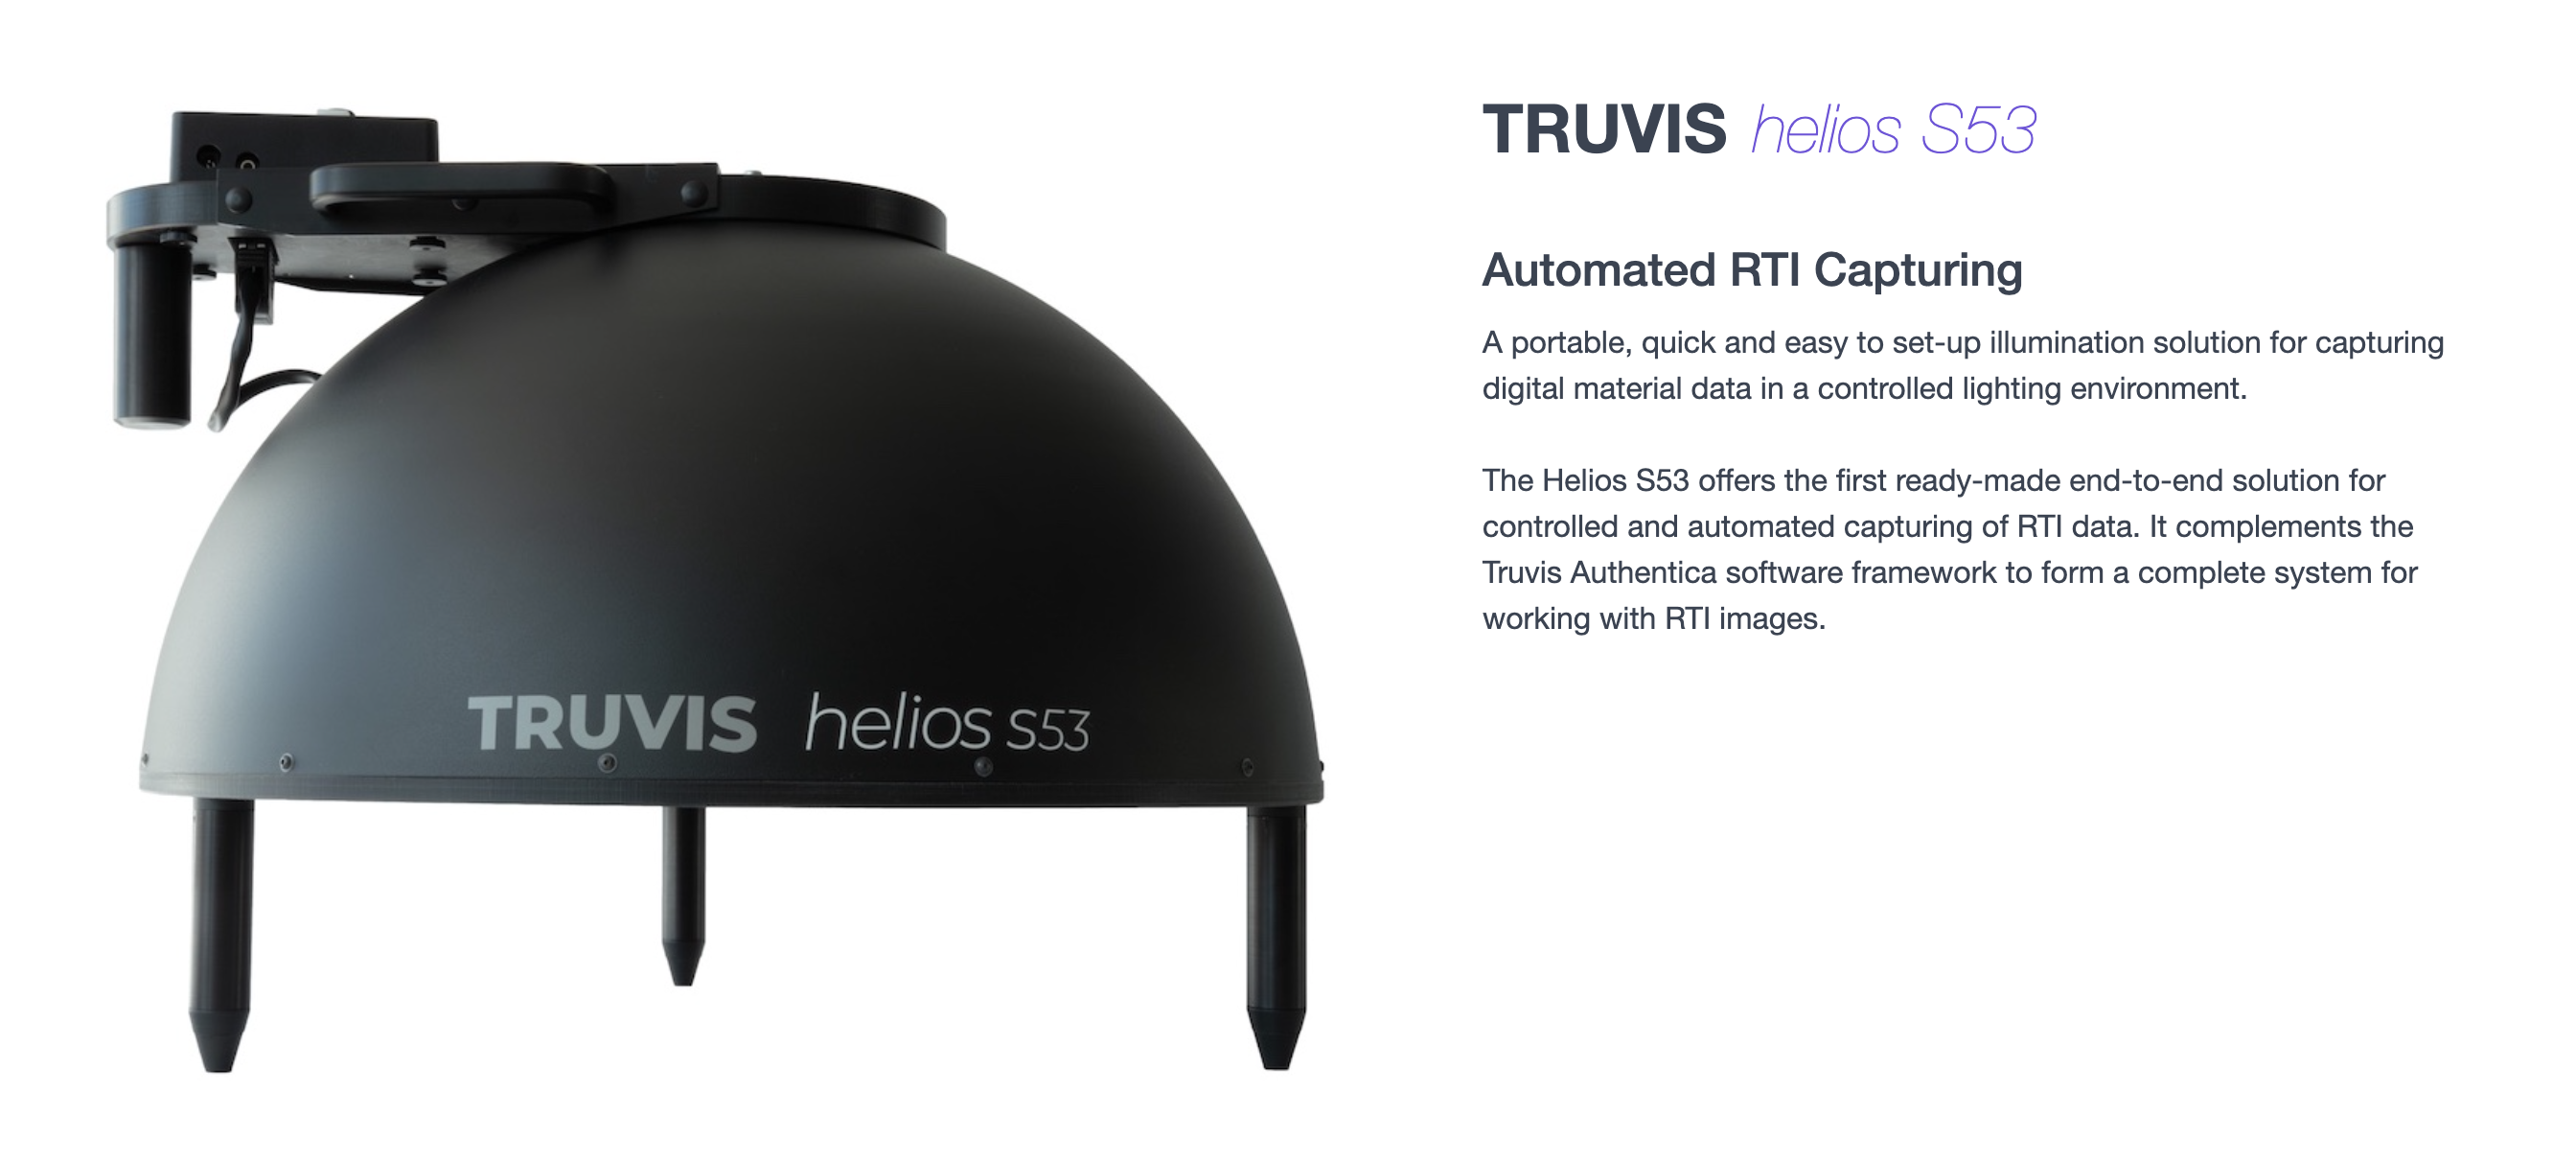 TRUVIS helios S53
Automated RTI Capturing
A portable, quick and easy to set-up illumination solution for capturing
digital material data in a controlled lighting environment.
The Helios S53 offers the first ready-made end-to-end solution for
controlled and automated capturing of RTI data. It complements the
Truvis Authentica software framework to form a complete system for
working with RTI images.
TRUVIS helios S53